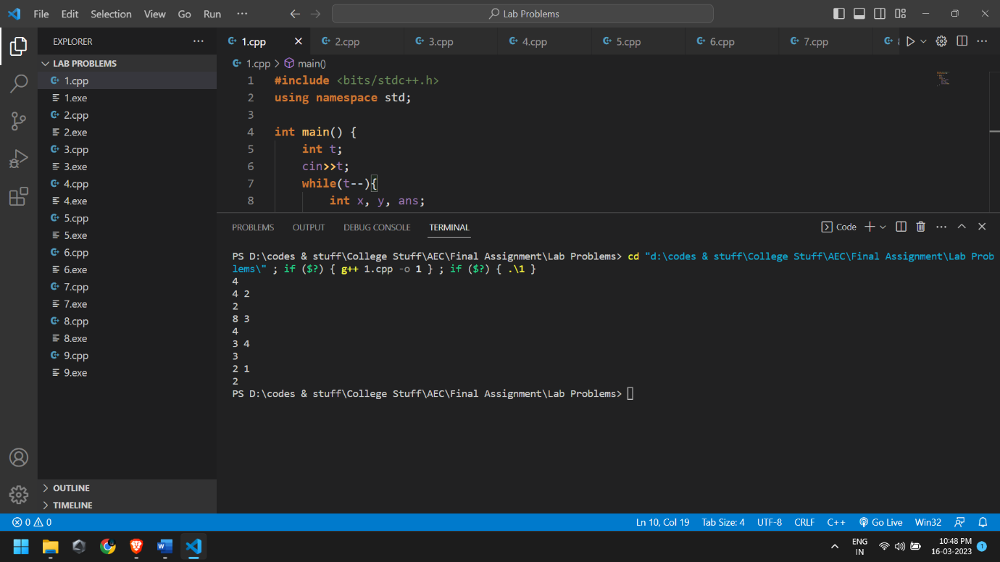 File Edit Selection View Go Run ··· Lab Problems
EXPLORER ···
LAB PROBLEMS
1.cpp
1.exe
2.cpp
2.exe
3.cpp
3.exe
4.cpp
4.exe
5.cpp
5.exe
6.cpp
6.exe
7.cpp
7.exe
8.cpp
8.exe
9.cpp
9.exe
OUTLINE
TIMELINE
1.cpp 2.cpp 3.cpp 4.cpp 5.cpp 6.cpp 7.cpp
1.cpp > main()
1 #include <bits/stdc++.h>
2 using namespace std;
3
4 int main() {
5 int t;
6 cin>>t;
7 while(t--){
8 int x, y, ans;
PROBLEMS OUTPUT DEBUG CONSOLE TERMINAL Code
PS D:\codes & stuff\College Stuff\AEC\Final Assignment\Lab Problems> cd "d:\codes & stuff\College Stuff\AEC\Final Assignment\Lab Prob
lems\" ; if ($?) { g++ 1.cpp -o 1 } ; if ($?) { .\1 }
4
4 2
2
8 3
4
3 4
3
2 1
2
PS D:\codes & stuff\College Stuff\AEC\Final Assignment\Lab Problems>
0 0 Ln 10, Col 19 Tab Size: 4 UTF-8 CRLF C++ Go Live Win32
ENG
IN
10:48 PM
16-03-2023
1